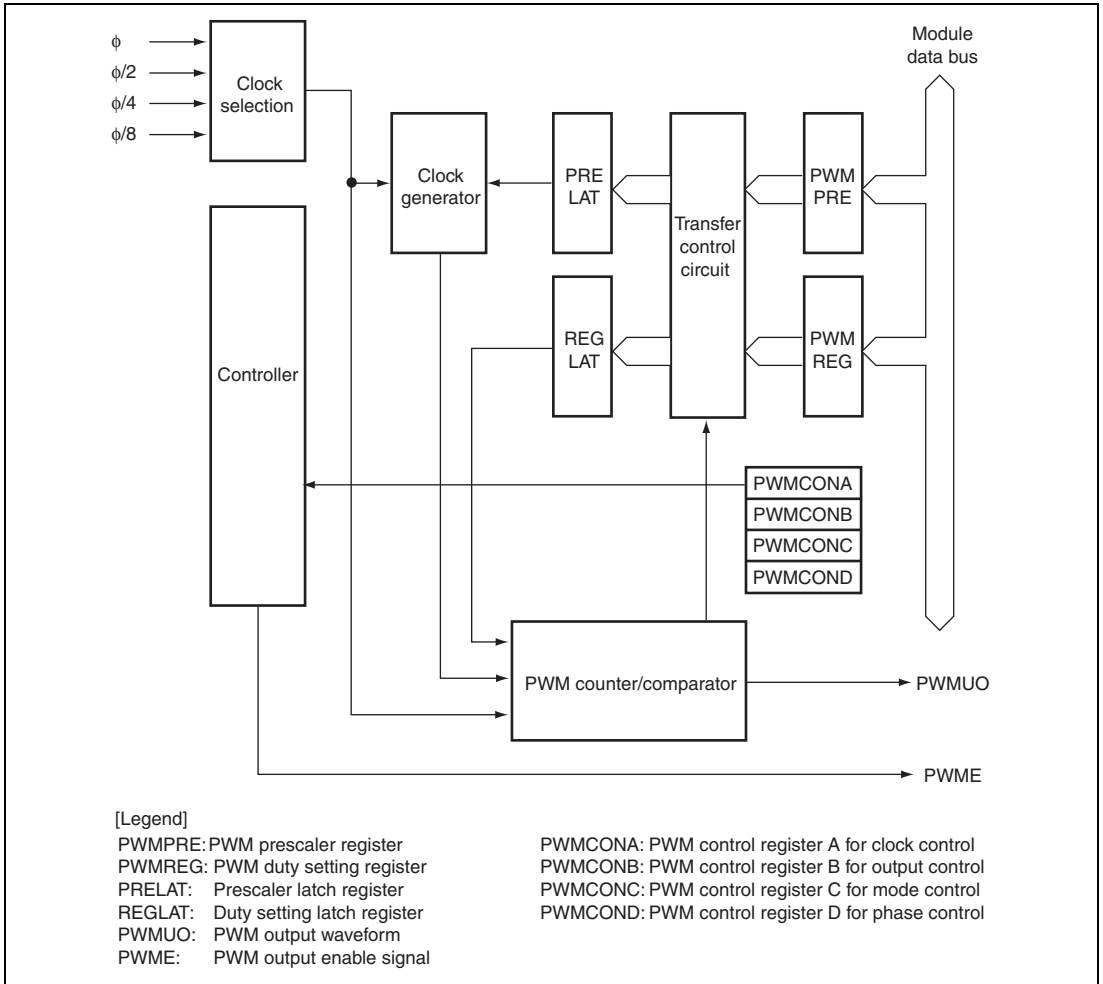 ϕ
ϕ/2
ϕ/4
ϕ/8
Clock
selection
Module
data bus
Clock
generator
PRE
LAT
Transfer
control
circuit
PWM
PRE
Controller
REG
LAT
PWM
REG
PWMCONA
PWMCONB
PWMCONC
PWMCOND
PWM counter/comparator
PWMUO
PWME
[Legend]
PWMPRE: PWM prescaler register
PWMREG: PWM duty setting register
PRELAT: Prescaler latch register
REGLAT: Duty setting latch register
PWMUO: PWM output waveform
PWME: PWM output enable signal
PWMCONA: PWM control register A for clock control
PWMCONB: PWM control register B for output control
PWMCONC: PWM control register C for mode control
PWMCOND: PWM control register D for phase control